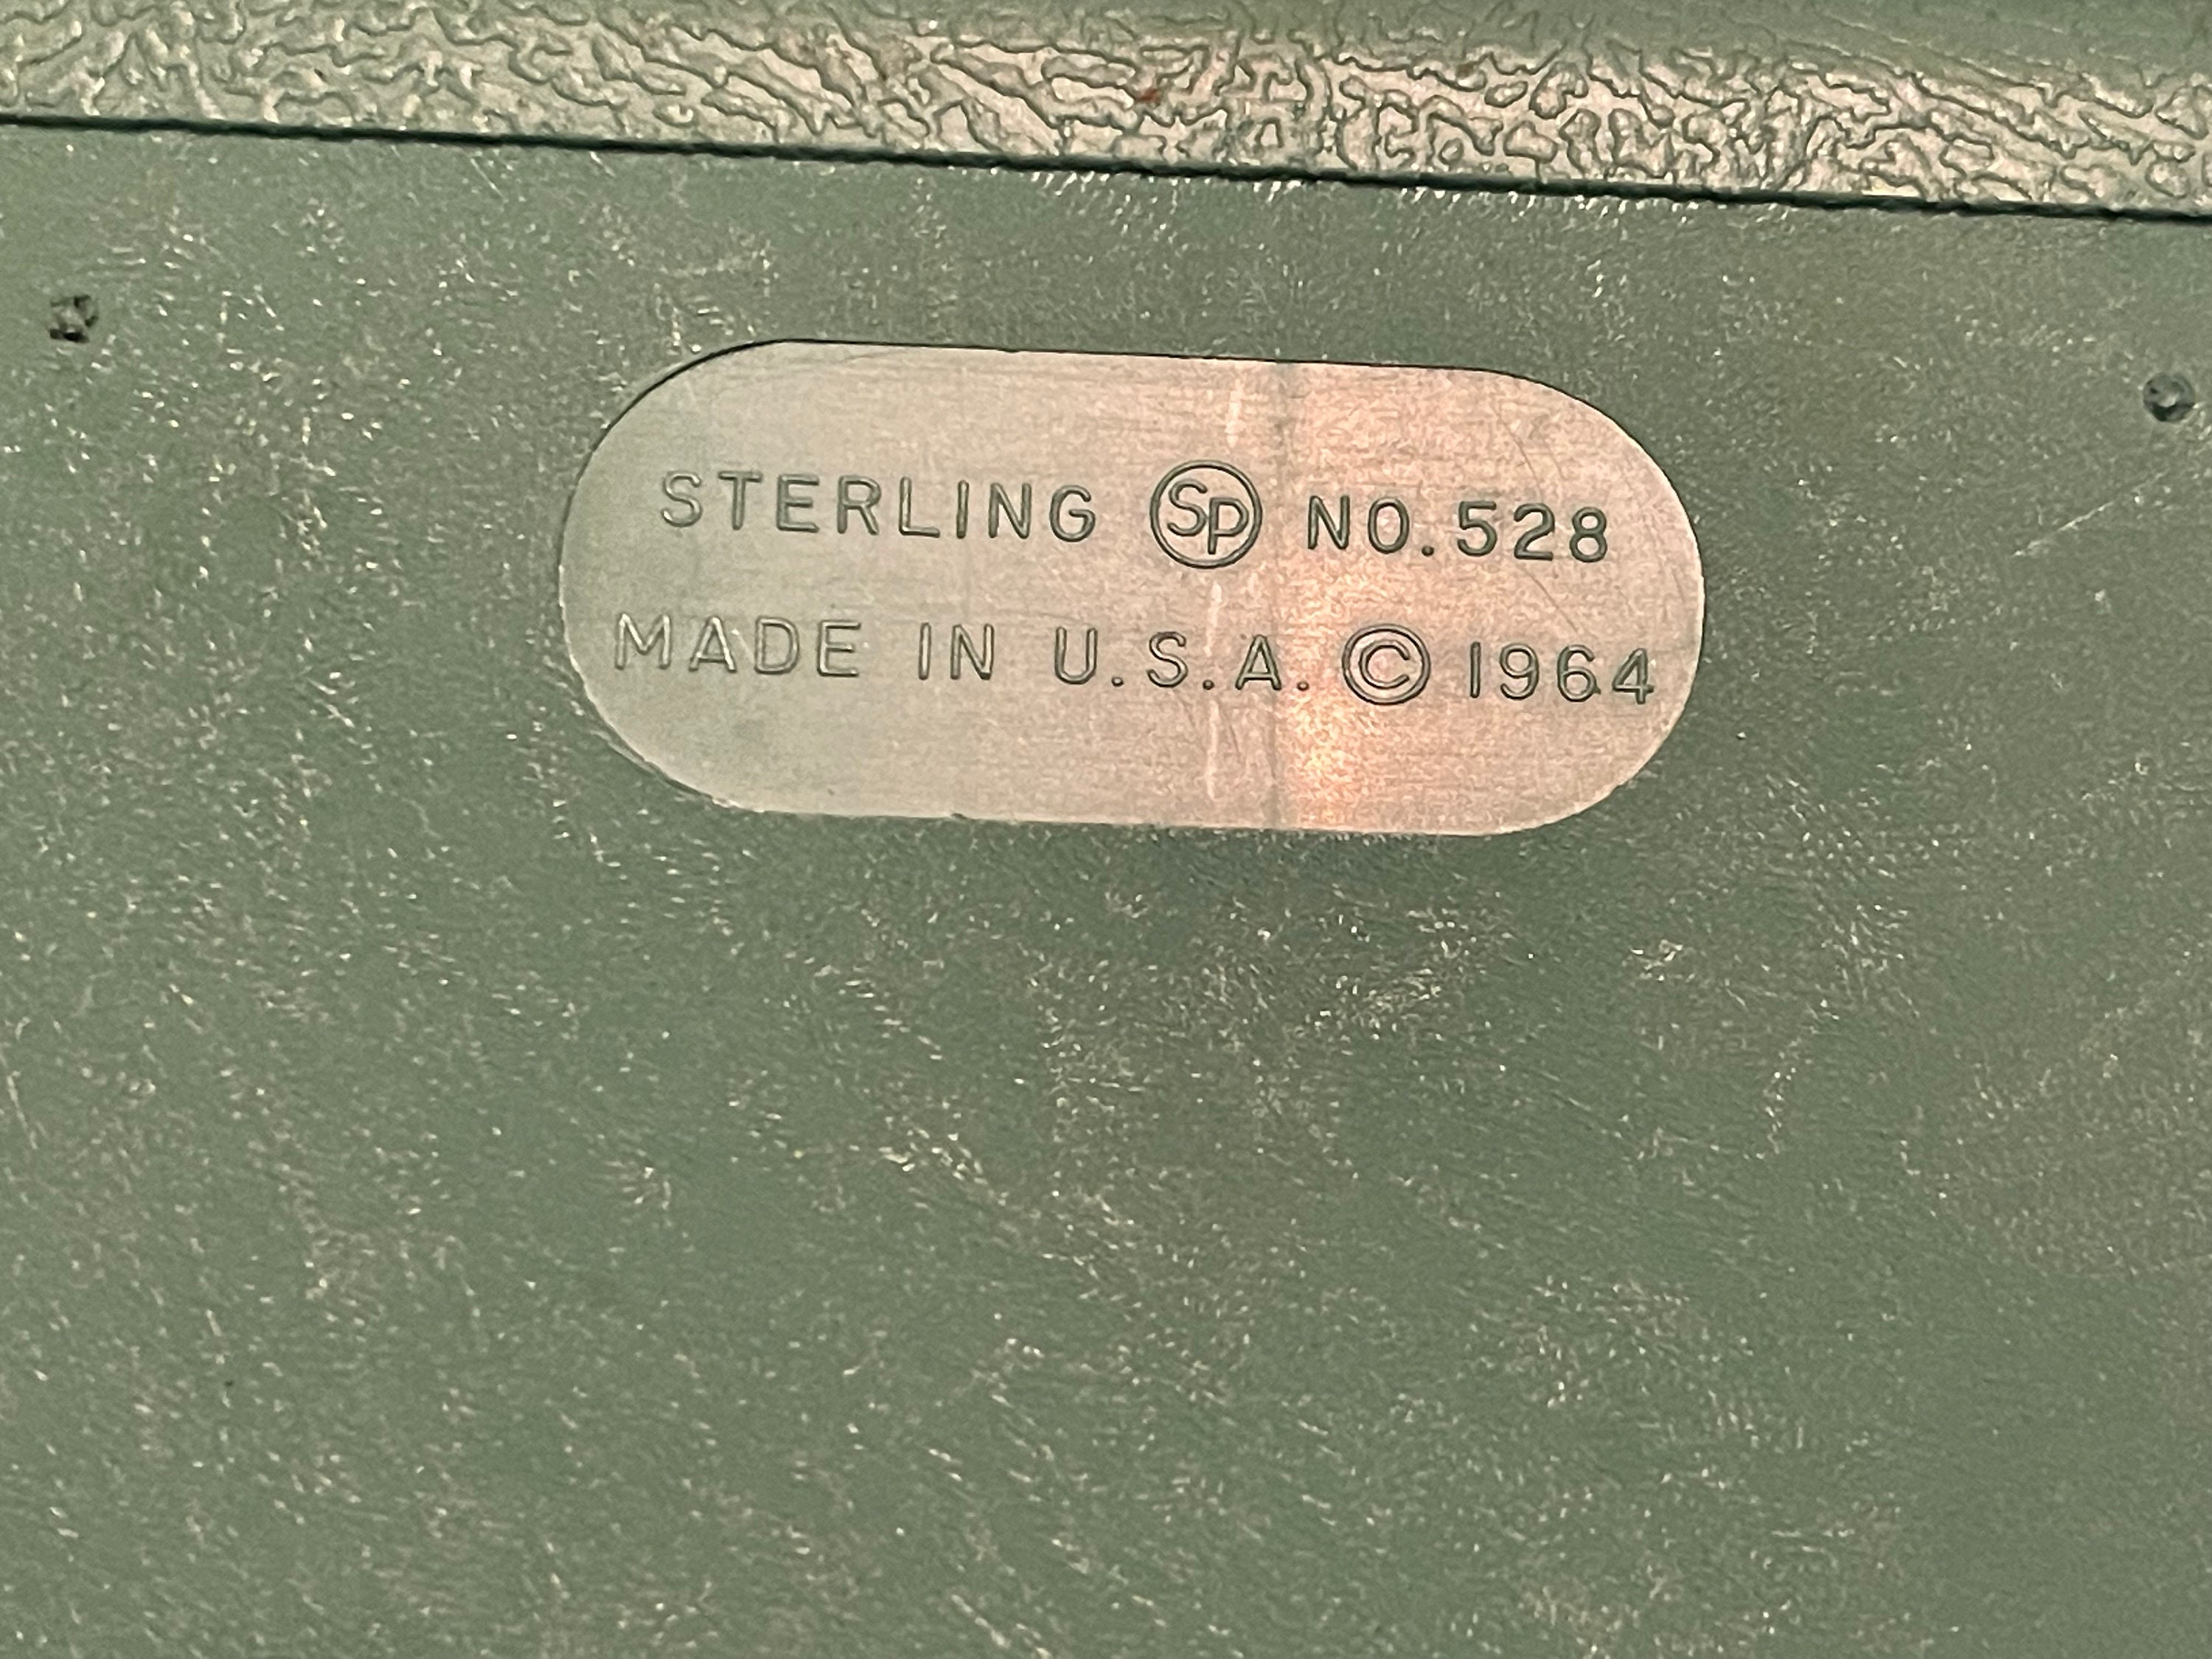 STERLING Sp NO.528
MADE IN U.S.A. © 1964